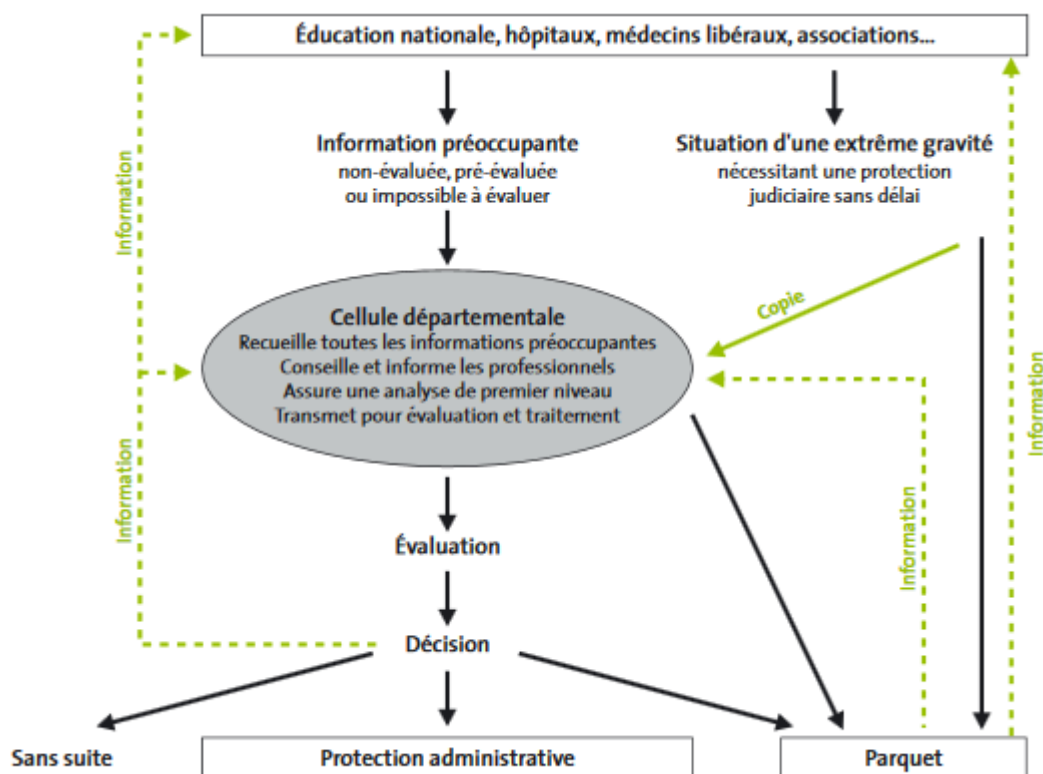 Éducation nationale, hôpitaux, médecins libéraux, associations...
Information préoccupante
non-évaluée, pré-évaluée
ou impossible à évaluer
Situation d'une extrême gravité
nécessitant une protection
judiciaire sans délai
Information
Copie
Cellule départementale
Recueille toutes les informations préoccupantes
Conseille et informe les professionnels
Assure une analyse de premier niveau
Transmet pour évaluation et traitement
Information
Information
Information
Évaluation
Décision
Sans suite
Protection administrative
Parquet